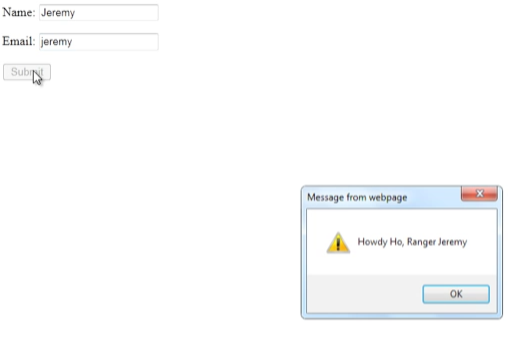 Name: Jeremy
Email: jeremy
Submit
Message from webpage
Howdy Ho, Ranger Jeremy
OK